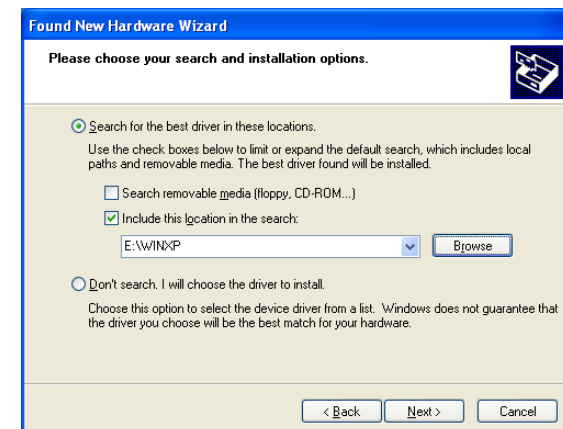 Found New Hardware Wizard
Please choose your search and installation options.
Search for the best driver in these locations.
Use the check boxes below to limit or expand the default search, which includes local
paths and removable media. The best driver found will be installed.
Search removable media (floppy, CD-ROM...)
Include this location in the search:
E:\WINXP
Browse
Don't search. I will choose the driver to install.
Choose this option to select the device driver from a list. Windows does not guarantee that
the driver you choose will be the best match for your hardware.
< Back Next > Cancel